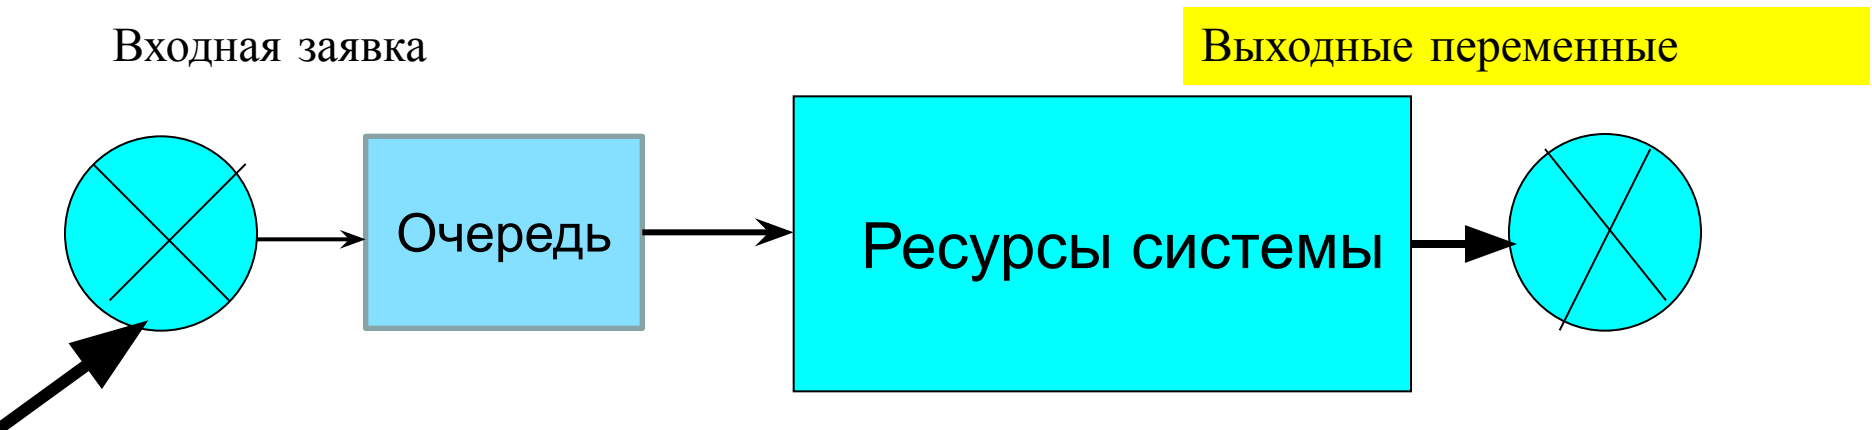 Входная заявка
Выходные переменные
Очередь
Ресурсы системы